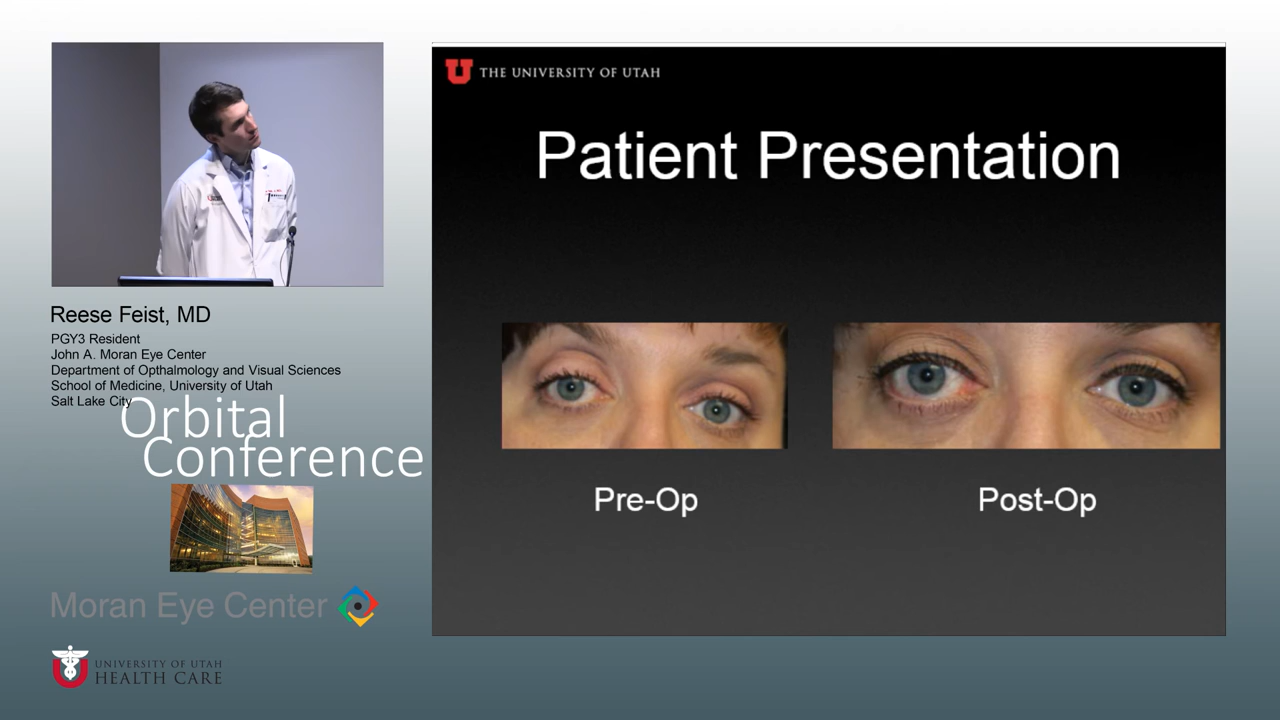 THE UNIVERSITY OF UTAH
Patient Presentation
Pre-Op
Post-Op
Reese Feist, MD
PGY3 Resident
John A. Moran Eye Center
Department of Opthalmology and Visual Sciences
School of Medicine, University of Utah
Salt Lake City
Orbital
Conference
Moran Eye Center
UNIVERSITY OF UTAH
HEALTH CARE